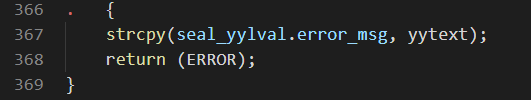 366 .   {
367     strcpy(seal_yylval.error_msg, yytext);
368     return (ERROR);
369 }